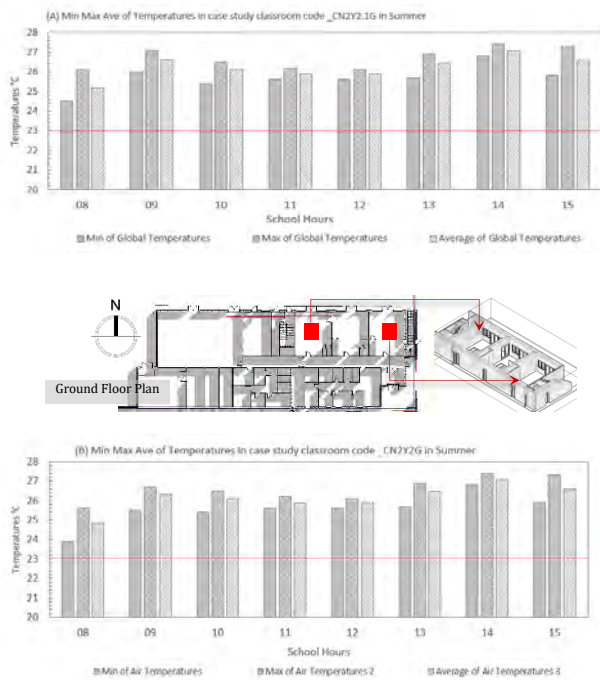 (A) Min Max Ave of Temperatures in case study classroom code _CN2Y2.1G in Summer
Temperatures °C
28
27
26
25
24
23
22
21
20
08 09 10 11 12 13 14 15
School Hours
Min of Global Temperatures Max of Global Temperatures Average of Global Temperatures
N
Ground Floor Plan
(B) Min Max Ave of Temperatures in case study classroom code _CN2Y2G in Summer
Temperatures °C
28
27
26
25
24
23
22
21
20
08 09 10 11 12 13 14 15
School Hours
Min of Air Temperatures Max of Air Temperatures 2 Average of Air Temperatures 3